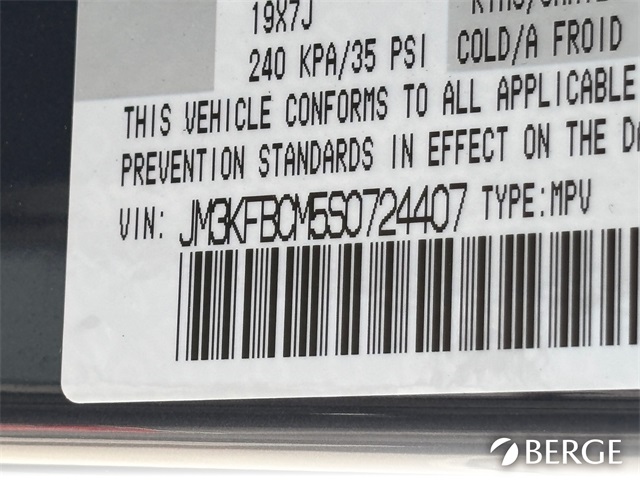 19X7J
240 KPA/35 PSI
COLD/A FROID
THIS VEHICLE CONFORMS TO ALL APPLICABLE
PREVENTION STANDARDS IN EFFECT ON THE DA
VIN: JM3KFBCM5S0724407 TYPE:MPV
BERGE